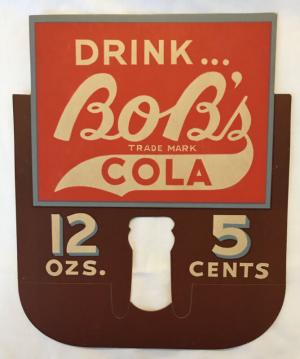 DRINK...
BOB's
TRADE MARK
COLA
12 5
OZS. CENTS